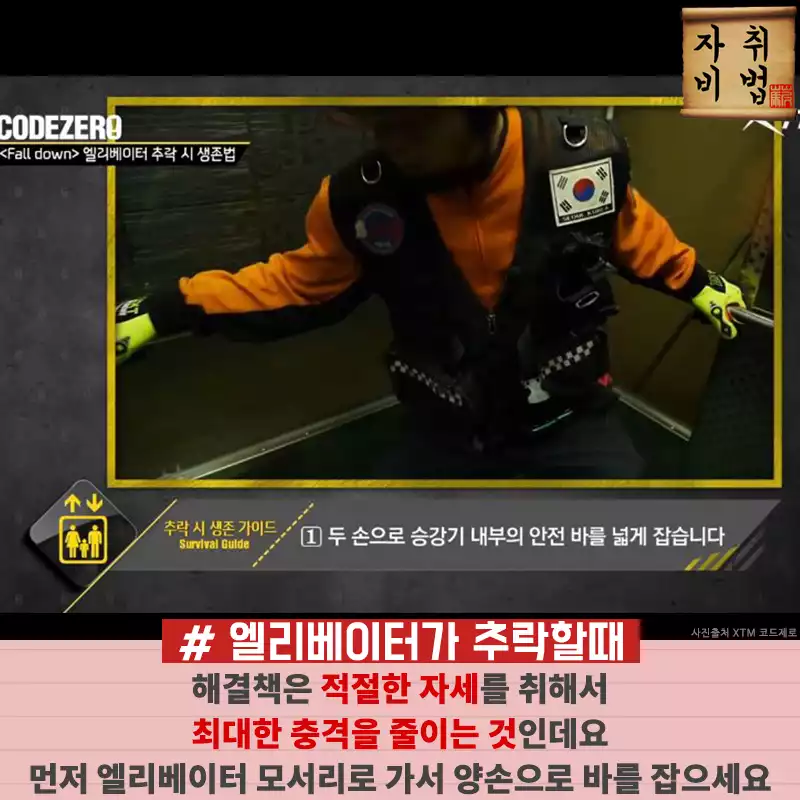 취
자
법
비
CODEZERO
<Fall down> 엘리베이터 추락 시 생존법
SEOUL KOREA
추락 시 생존 가이드
Survival Guide
1 두 손으로 승강기 내부의 안전 바를 넓게 잡습니다
사진출처 XTM 코드제로
# 엘리베이터가 추락할때
해결책은 적절한 자세를 취해서
최대한 충격을 줄이는 것인데요
먼저 엘리베이터 모서리로 가서 양손으로 바를 잡으세요